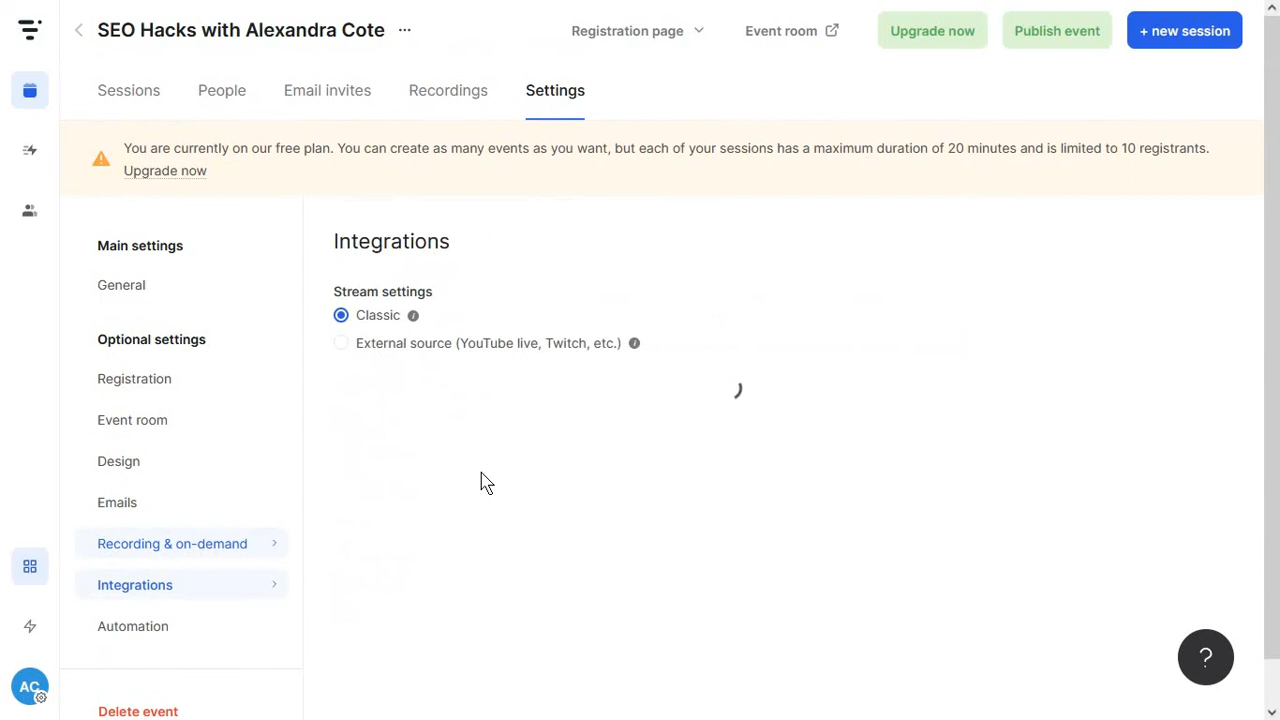 SEO Hacks with Alexandra Cote ...
Registration page
Event room
Upgrade now
Publish event
+ new session
Sessions
People
Email invites
Recordings
Settings
You are currently on our free plan. You can create as many events as you want, but each of your sessions has a maximum duration of 20 minutes and is limited to 10 registrants.
Upgrade now
Main settings
General
Optional settings
Registration
Event room
Design
Emails
Recording & on-demand
Integrations
Automation
Delete event
Integrations
Stream settings
Classic
External source (YouTube live, Twitch, etc.)
AC
?